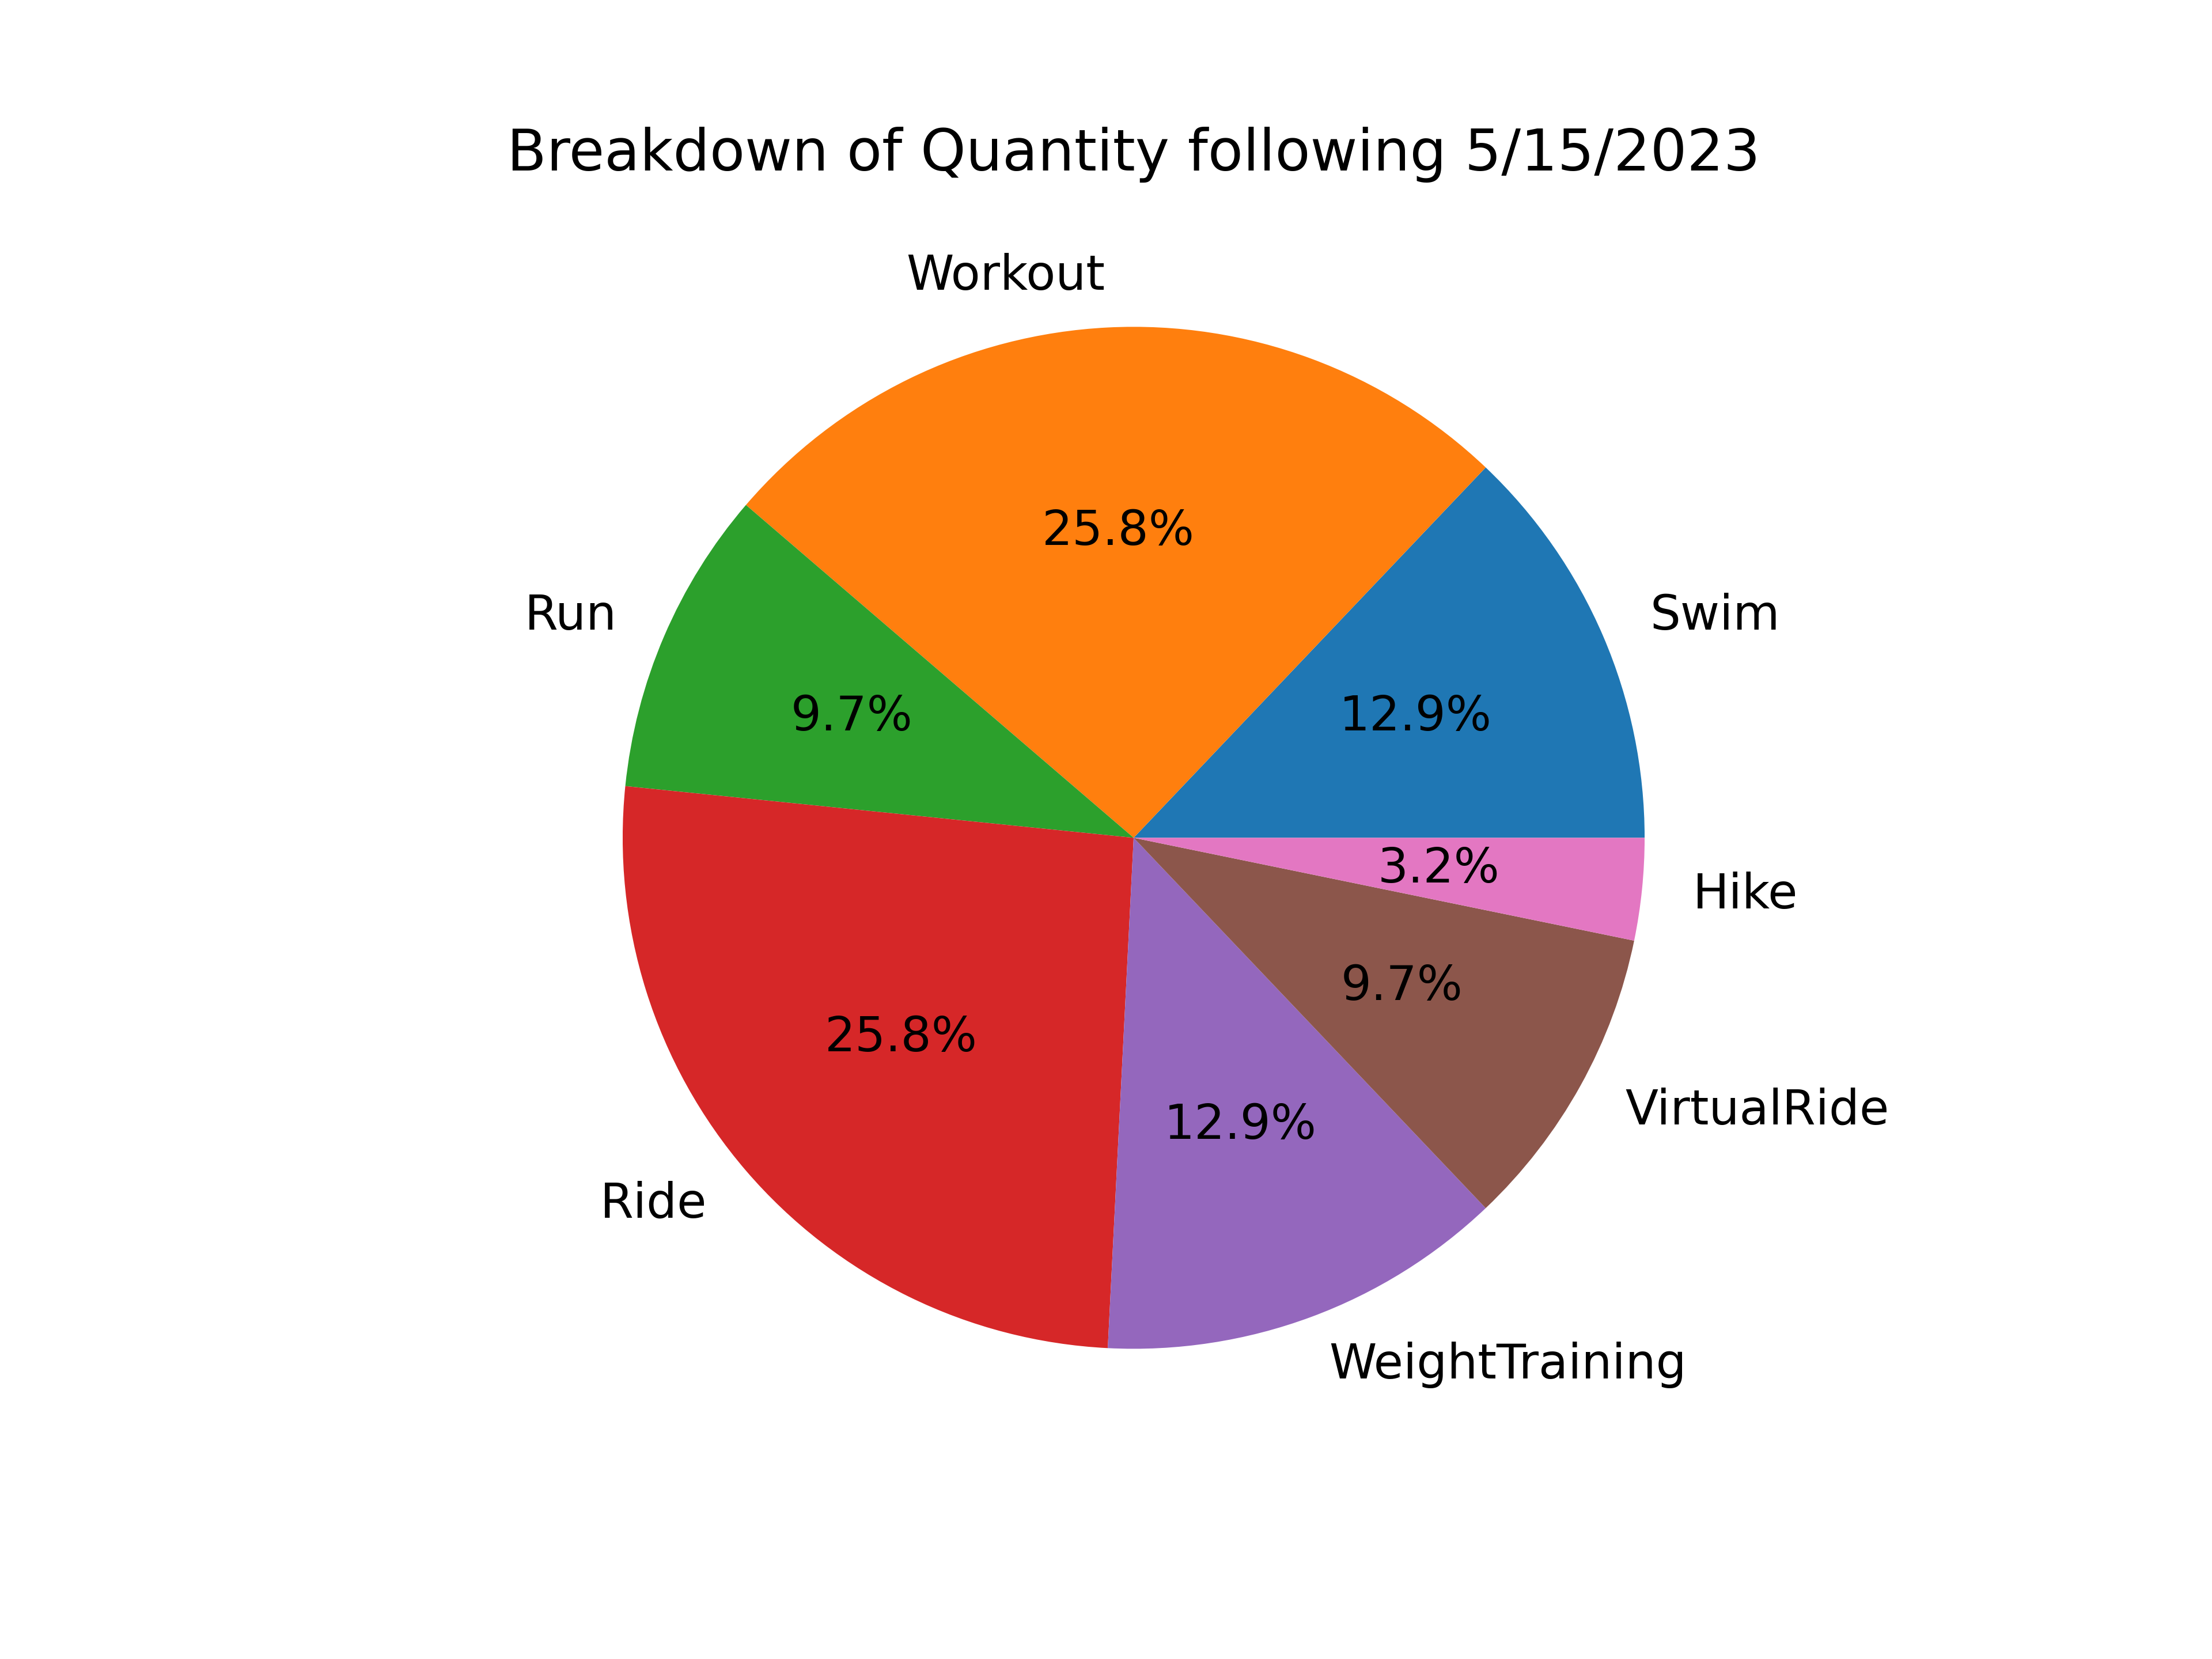 Breakdown of Quantity following 5/15/2023
Workout
25.8%
Run
Swim
9.7%
12.9%
3.2%
Hike
9.7%
25.8%
VirtualRide
12.9%
Ride
WeightTraining